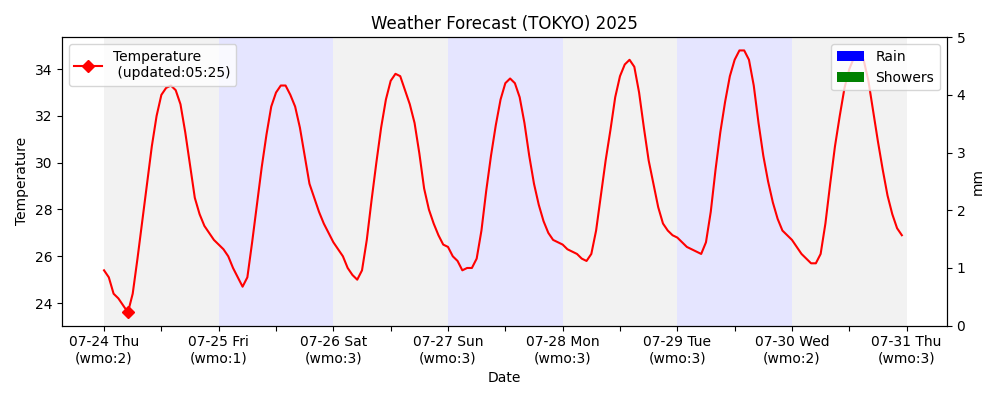 Weather Forecast (TOKYO) 2025
Temperature
(updated:05:25)
Rain
Showers
34
32
30
28
26
24
Temperature
5
4
3
2
1
0
mm
07-24 Thu
(wmo:2)
07-25 Fri
(wmo:1)
07-26 Sat
(wmo:3)
07-27 Sun
(wmo:3)
07-28 Mon
(wmo:3)
07-29 Tue
(wmo:3)
07-30 Wed
(wmo:2)
07-31 Thu
(wmo:3)
Date